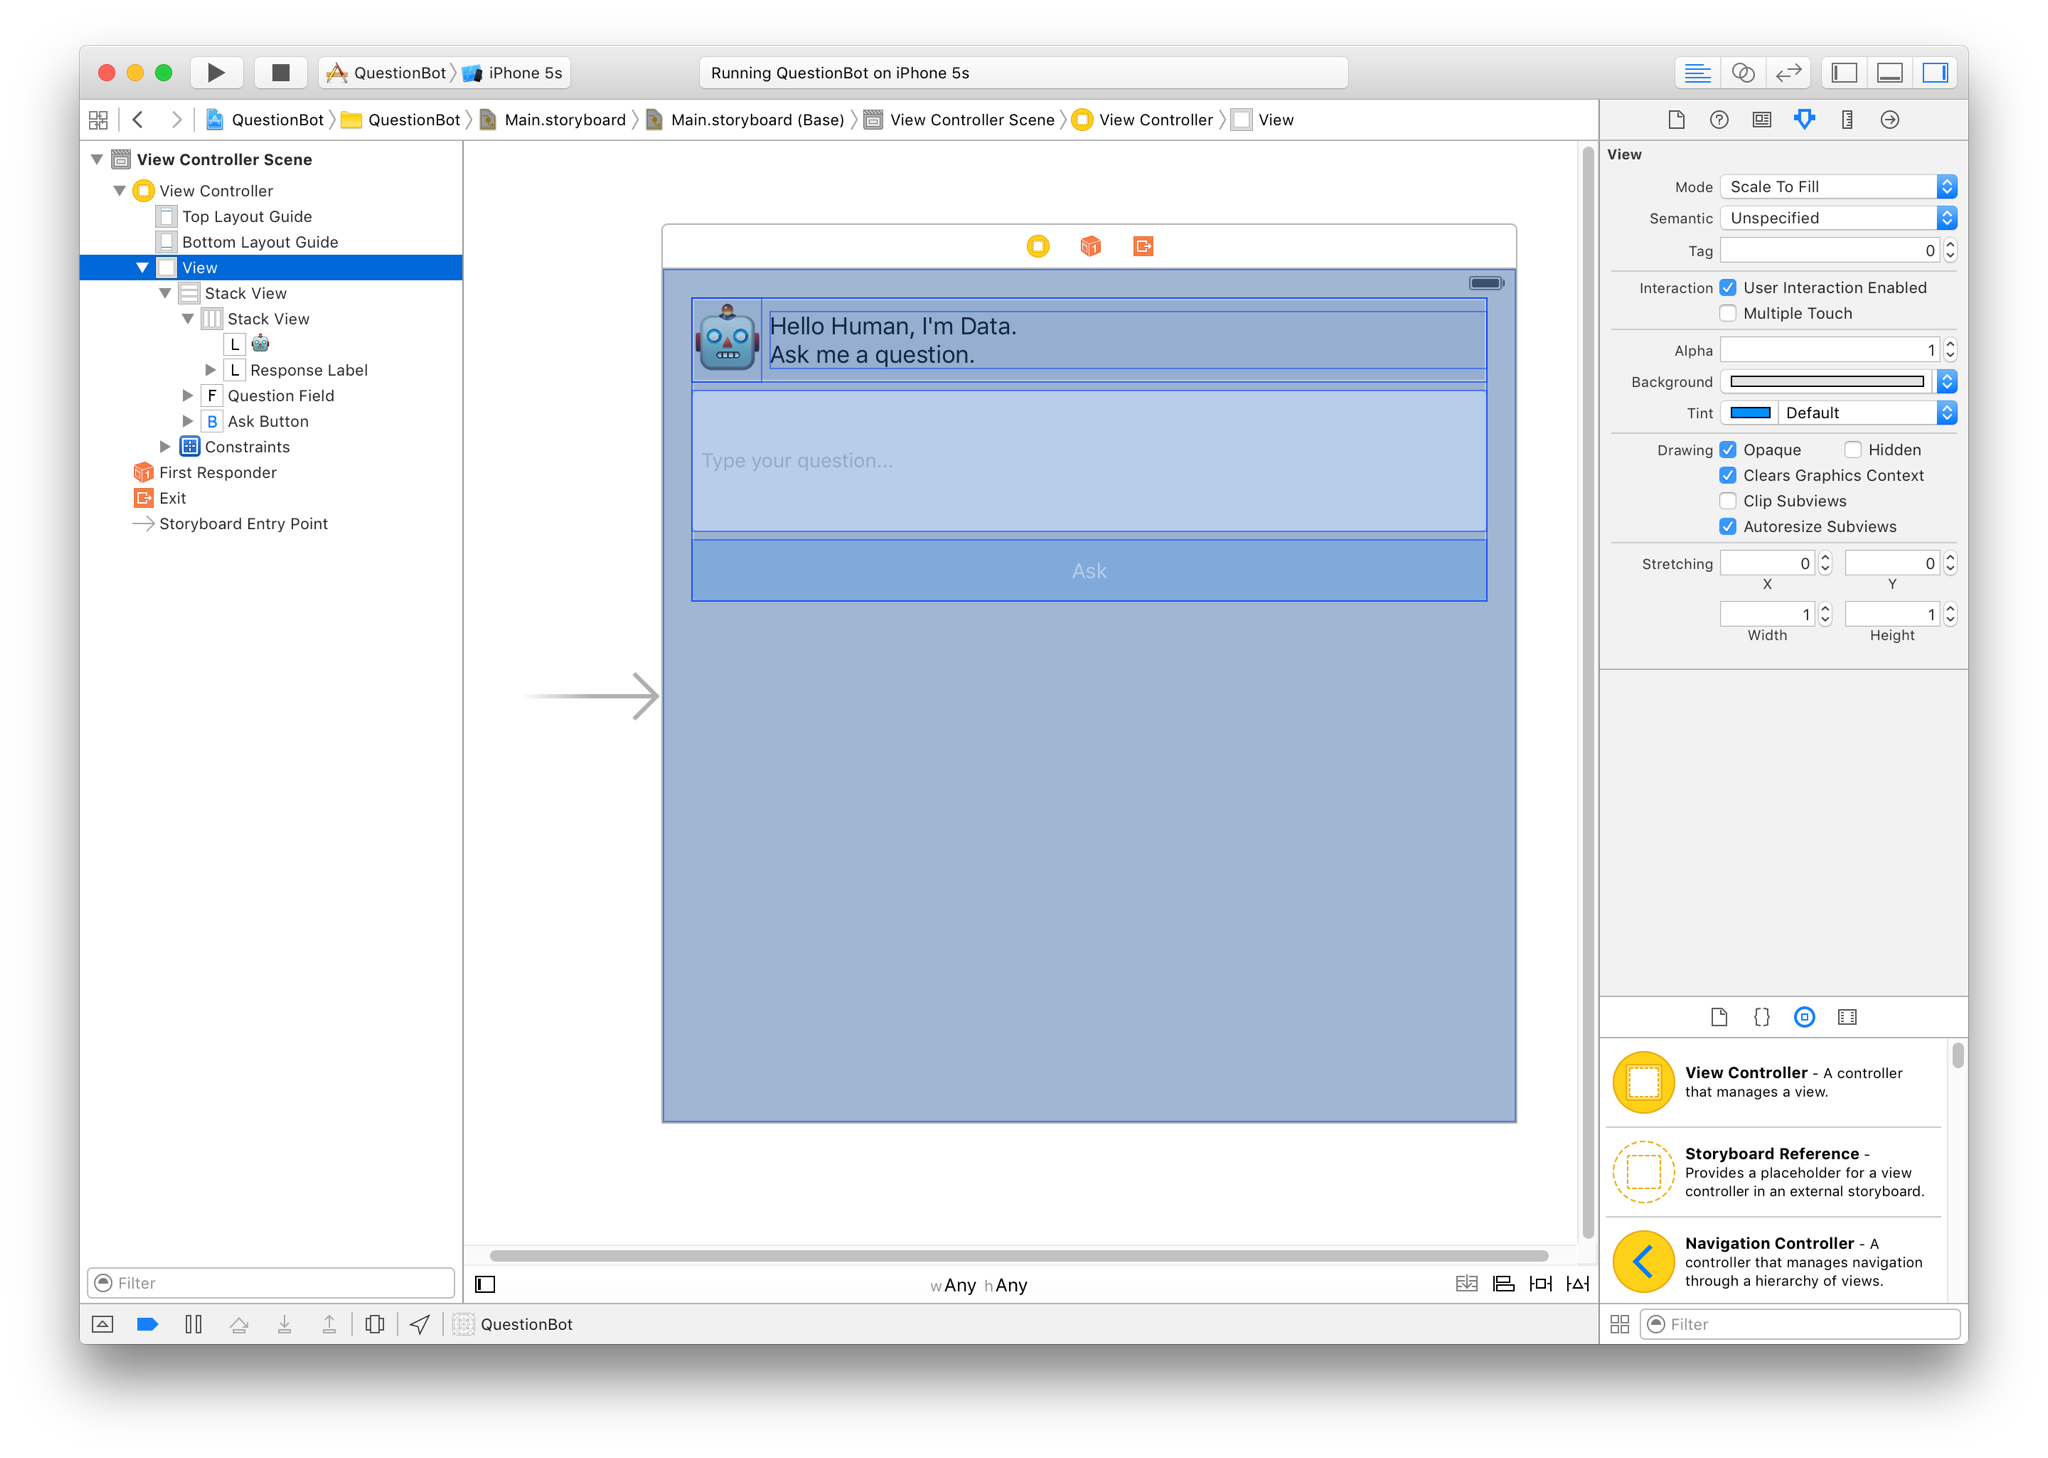 QuestionBot iPhone 5s
Running QuestionBot on iPhone 5s
QuestionBot QuestionBot Main.storyboard Main.storyboard (Base) View Controller Scene View Controller View
View Controller Scene
View Controller
Top Layout Guide
Bottom Layout Guide
View
Stack View
Stack View
L
L Response Label
F Question Field
B Ask Button
Constraints
First Responder
Exit
Storyboard Entry Point
Filter
Hello Human, I'm Data.
Ask me a question.
Type your question...
Ask
w Any h Any
QuestionBot
View
Mode Scale To Fill
Semantic Unspecified
Tag 0
Interaction User Interaction Enabled
Multiple Touch
Alpha 1
Background
Tint Default
Drawing Opaque Hidden
Clears Graphics Context
Clip Subviews
Autoresize Subviews
Stretching 0 0
X Y
1 1
Width Height
View Controller - A controller
that manages a view.
Storyboard Reference -
Provides a placeholder for a view
controller in an external storyboard.
Navigation Controller - A
controller that manages navigation
through a hierarchy of views.
Filter